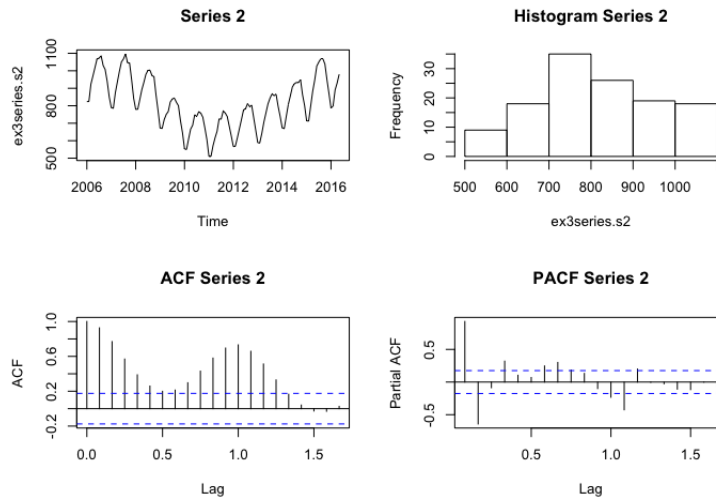 Series 2
ex3series.s2
500
800
1100
2006
2008
2010
2012
2014
2016
Time
Histogram Series 2
Frequency
0
10
20
30
500
600
700
800
900
1000
ex3series.s2
ACF Series 2
ACF
-0.2
0.2
0.6
1.0
0.0
0.5
1.0
1.5
Lag
PACF Series 2
Partial ACF
-0.5
0.5
0.5
1.0
1.5
Lag